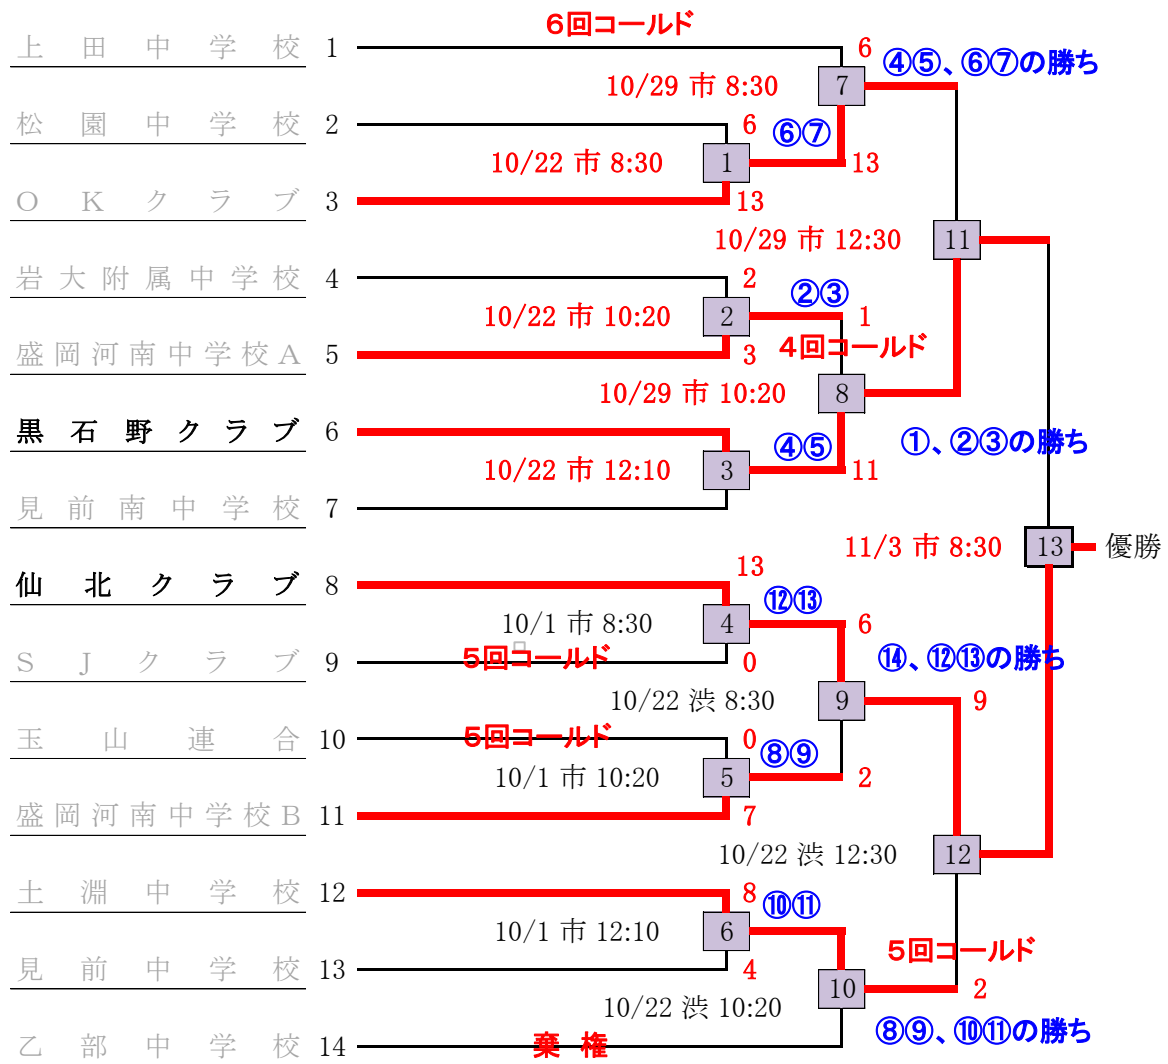 6回コールド
上田中学校 1
6
④⑤、⑥⑦の勝ち
10/29 市 8:30
7
松園中学校 2
6
⑥⑦
10/22 市 8:30
1
13
OKクラブ 3
13
10/29 市 12:30
11
岩大附属中学校 4
2
②③
10/22 市 10:20
2
1
盛岡河南中学校A 5
3
4回コールド
10/29 市 10:20
8
黒石野クラブ 6
④⑤
①、②③の勝ち
10/22 市 12:10
3
11
見前南中学校 7
11/3 市 8:30
13
優勝
13
仙北クラブ 8
⑫⑬
10/1 市 8:30
4
6
SJクラブ 9
5回コールド
0
⑭、⑫⑬の勝ち
10/22 渋 8:30
9
9
玉山連合 10
5回コールド
0
⑧⑨
10/1 市 10:20
5
2
盛岡河南中学校B 11
7
10/22 渋 12:30
12
土淵中学校 12
8
⑩⑪
10/1 市 12:10
6
5回コールド
見前中学校 13
4
10
2
10/22 渋 10:20
⑧⑨、⑩⑪の勝ち
乙部中学校 14
棄権